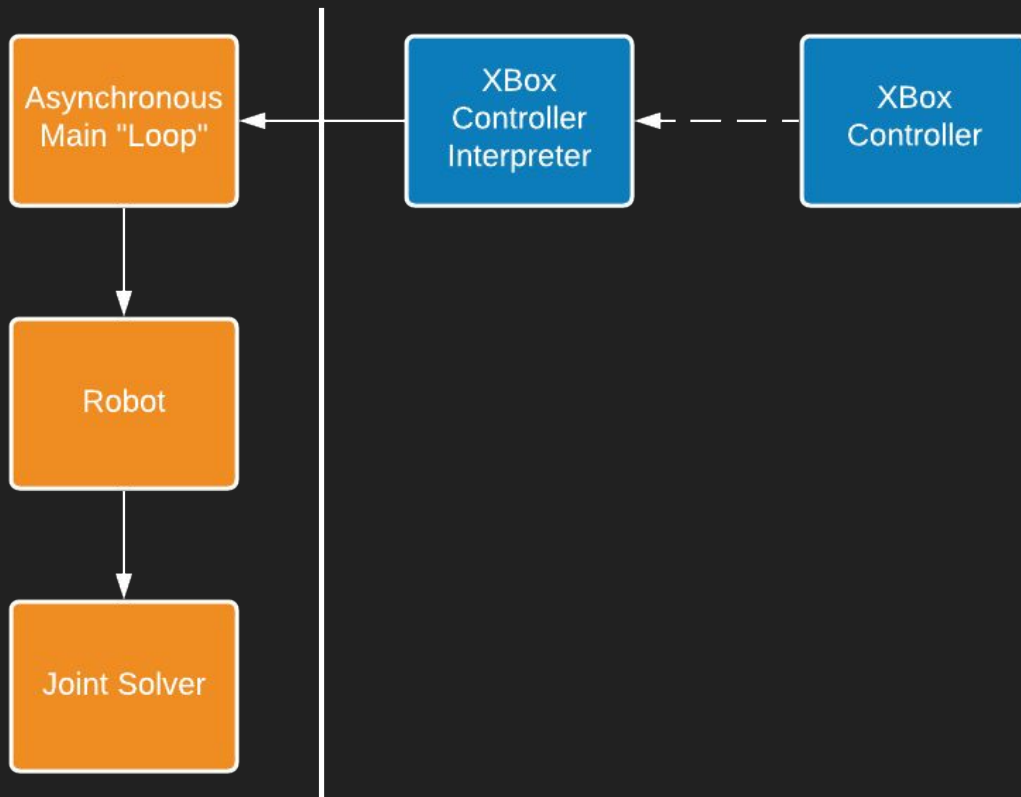 Asynchronous
Main "Loop"
XBox
Controller
Interpreter
XBox
Controller
Robot
Joint Solver